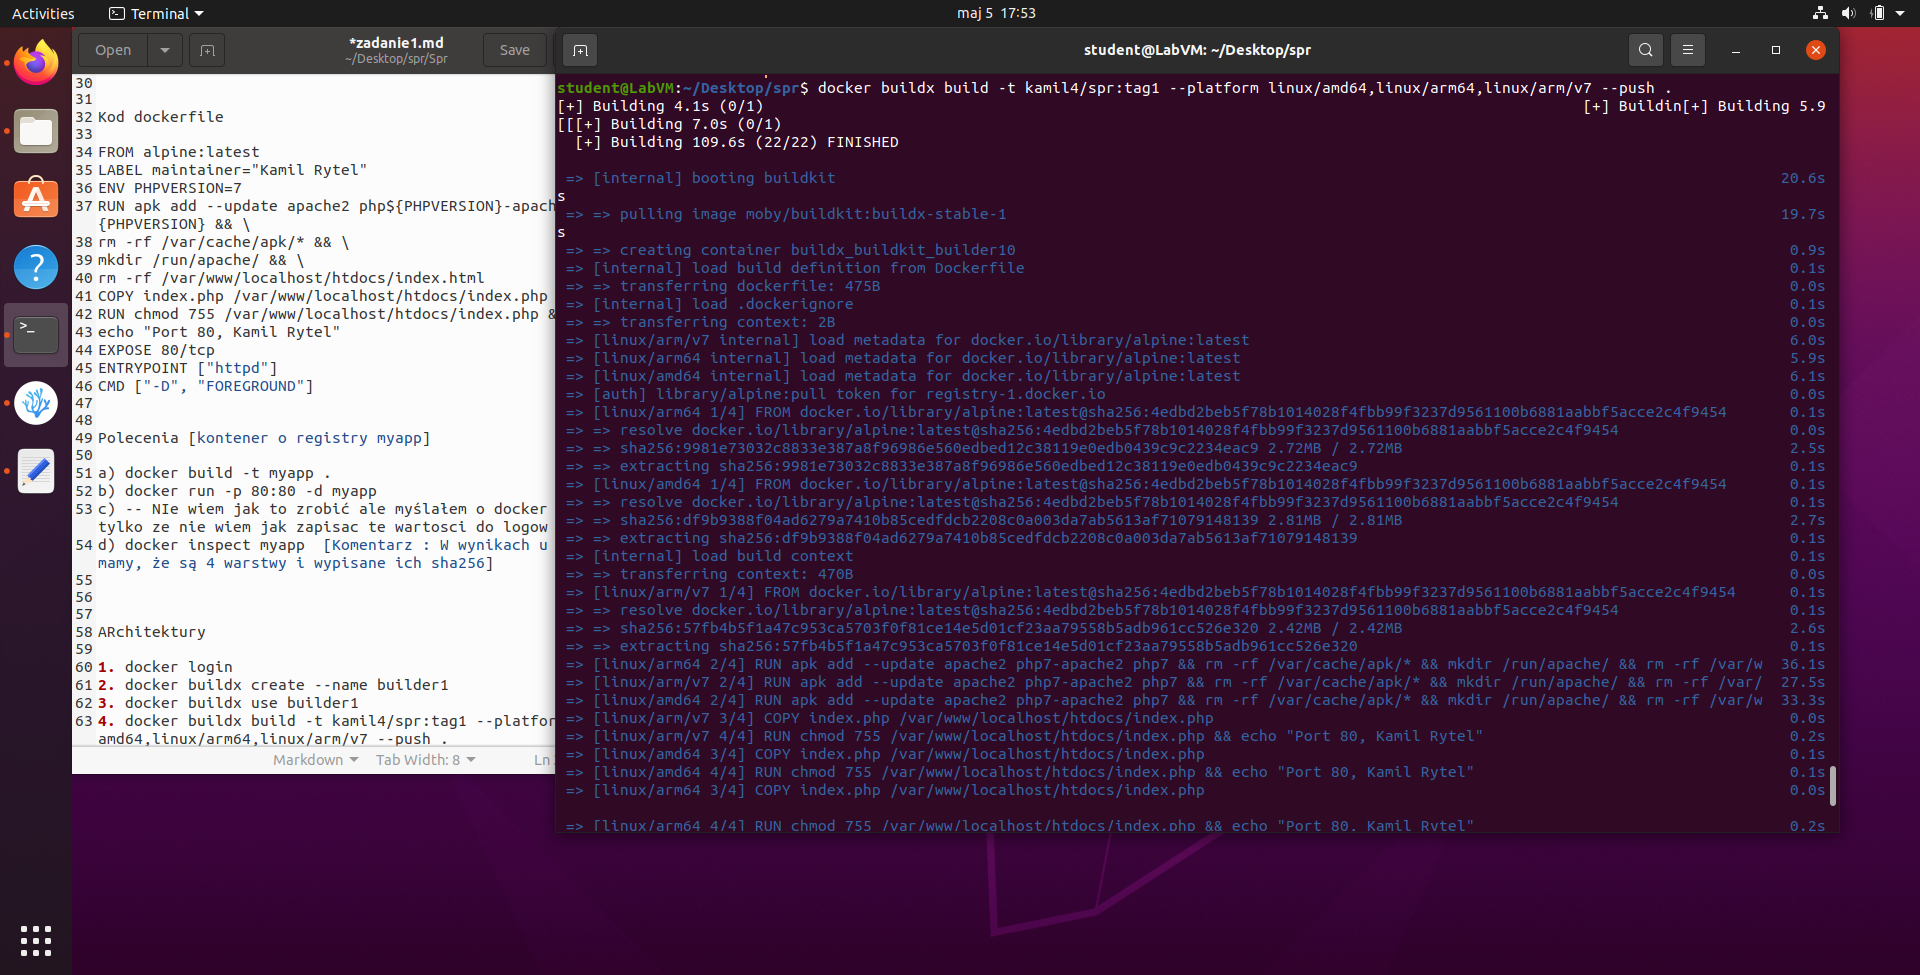 Activities
Terminal
maj 5 17:53
Open
*zadanie1.md
~/Desktop/spr/Spr
Save
30
31
32 Kod dockerfile
33
34 FROM alpine:latest
35 LABEL maintainer="Kamil Rytel"
36 ENV PHPVERSION=7
37 RUN apk add --update apache2 php${PHPVERSION}-apach
{PHPVERSION} && \
38 rm -rf /var/cache/apk/* && \
39 mkdir /run/apache/ && \
40 rm -rf /var/www/localhost/htdocs/index.html
41 COPY index.php /var/www/localhost/htdocs/index.php
42 RUN chmod 755 /var/www/localhost/htdocs/index.php &
43 echo "Port 80, Kamil Rytel"
44 EXPOSE 80/tcp
45 ENTRYPOINT ["httpd"]
46 CMD ["-D", "FOREGROUND"]
47
48
49 Polecenia [kontener o registry myapp]
50
51 a) docker build -t myapp .
52 b) docker run -p 80:80 -d myapp
53 c) -- NIe wiem jak to zrobić ale myślałem o docker
tylko ze nie wiem jak zapisac te wartosci do logow
54 d) docker inspect myapp  [Komentarz : W wynikach u
mamy, że są 4 warstwy i wypisane ich sha256]
55
56
57
58 ARchitektury
59
60 1. docker login
61 2. docker buildx create --name builder1
62 3. docker buildx use builder1
63 4. docker buildx build -t kamil4/spr:tag1 --platfor
amd64,linux/arm64,linux/arm/v7 --push .
Markdown
Tab Width: 8
Ln
student@LabVM: ~/Desktop/spr
student@LabVM:~/Desktop/spr$ docker buildx build -t kamil4/spr:tag1 --platform linux/amd64,linux/arm64,linux/arm/v7 --push .
[+] Building 4.1s (0/1) [+] Buildin[+] Building 5.9
[[[+] Building 7.0s (0/1)
[+] Building 109.6s (22/22) FINISHED
=> [internal] booting buildkit 20.6s
s
=> => pulling image moby/buildkit:buildx-stable-1 19.7s
s
=> => creating container buildx_buildkit_builder10 0.9s
=> [internal] load build definition from Dockerfile 0.1s
=> => transferring dockerfile: 475B 0.0s
=> [internal] load .dockerignore 0.1s
=> => transferring context: 2B 0.0s
=> [linux/arm/v7 internal] load metadata for docker.io/library/alpine:latest 6.0s
=> [linux/arm64 internal] load metadata for docker.io/library/alpine:latest 5.9s
=> [linux/amd64 internal] load metadata for docker.io/library/alpine:latest 6.1s
=> [auth] library/alpine:pull token for registry-1.docker.io 0.0s
=> [linux/arm64 1/4] FROM docker.io/library/alpine:latest@sha256:4edbd2beb5f78b1014028f4fbb99f3237d9561100b6881aabbf5acce2c4f9454 0.1s
=> => resolve docker.io/library/alpine:latest@sha256:4edbd2beb5f78b1014028f4fbb99f3237d9561100b6881aabbf5acce2c4f9454 0.0s
=> => sha256:9981e73032c8833e387a8f96986e560edbed12c38119e0edb0439c9c2234eac9 2.72MB / 2.72MB 2.5s
=> => extracting sha256:9981e73032c8833e387a8f96986e560edbed12c38119e0edb0439c9c2234eac9 0.1s
=> [linux/amd64 1/4] FROM docker.io/library/alpine:latest@sha256:4edbd2beb5f78b1014028f4fbb99f3237d9561100b6881aabbf5acce2c4f9454 0.1s
=> => resolve docker.io/library/alpine:latest@sha256:4edbd2beb5f78b1014028f4fbb99f3237d9561100b6881aabbf5acce2c4f9454 0.1s
=> => sha256:df9b9388f04ad6279a7410b85cedfdcb2208c0a003da7ab5613af71079148139 2.81MB / 2.81MB 2.7s
=> => extracting sha256:df9b9388f04ad6279a7410b85cedfdcb2208c0a003da7ab5613af71079148139 0.1s
=> [internal] load build context 0.1s
=> => transferring context: 470B 0.0s
=> [linux/arm/v7 1/4] FROM docker.io/library/alpine:latest@sha256:4edbd2beb5f78b1014028f4fbb99f3237d9561100b6881aabbf5acce2c4f9454 0.1s
=> => resolve docker.io/library/alpine:latest@sha256:4edbd2beb5f78b1014028f4fbb99f3237d9561100b6881aabbf5acce2c4f9454 0.1s
=> => sha256:57fb4b5f1a47c953ca5703f0f81ce14e5d01cf23aa79558b5adb961cc526e320 2.42MB / 2.42MB 2.6s
=> => extracting sha256:57fb4b5f1a47c953ca5703f0f81ce14e5d01cf23aa79558b5adb961cc526e320 0.1s
=> [linux/arm64 2/4] RUN apk add --update apache2 php7-apache2 php7 && rm -rf /var/cache/apk/* && mkdir /run/apache/ && rm -rf /var/w 36.1s
=> [linux/arm/v7 2/4] RUN apk add --update apache2 php7-apache2 php7 && rm -rf /var/cache/apk/* && mkdir /run/apache/ && rm -rf /var/ 27.5s
=> [linux/amd64 2/4] RUN apk add --update apache2 php7-apache2 php7 && rm -rf /var/cache/apk/* && mkdir /run/apache/ && rm -rf /var/w 33.3s
=> [linux/arm/v7 3/4] COPY index.php /var/www/localhost/htdocs/index.php 0.0s
=> [linux/arm/v7 4/4] RUN chmod 755 /var/www/localhost/htdocs/index.php && echo "Port 80, Kamil Rytel" 0.2s
=> [linux/amd64 3/4] COPY index.php /var/www/localhost/htdocs/index.php 0.1s
=> [linux/amd64 4/4] RUN chmod 755 /var/www/localhost/htdocs/index.php && echo "Port 80, Kamil Rytel" 0.1s
=> [linux/arm64 3/4] COPY index.php /var/www/localhost/htdocs/index.php 0.0s
=> [linux/arm64 4/4] RUN chmod 755 /var/www/localhost/htdocs/index.php && echo "Port 80, Kamil Rytel" 0.2s